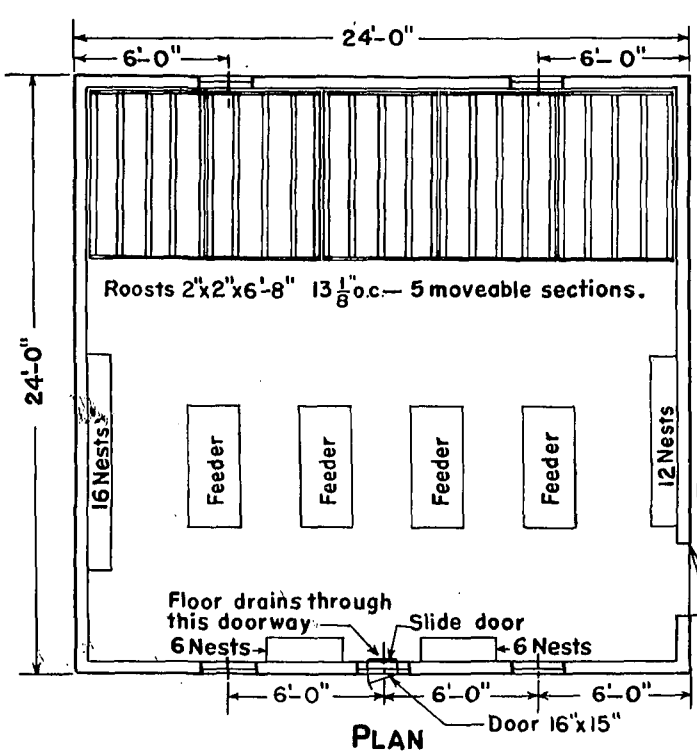 24'-0"
6'-0" 6'-0"
24'-0"
Roosts 2"x2"x6'-8" 13 1/8" o.c.— 5 moveable sections.
16 Nests
Feeder Feeder Feeder Feeder
12 Nests
Floor drains through
this doorway
Slide door
6 Nests 6 Nests
6'-0" 6'-0" 6'-0"
Door 16"x15"
PLAN